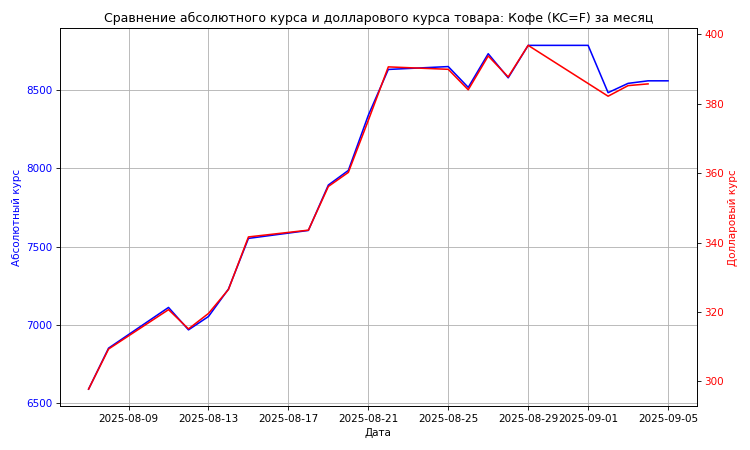 Сравнение абсолютного курса и долларового курса товара: Кофе (KC=F) за месяц
Абсолютный курс
8500
8000
7500
7000
6500
400
380
360
340
320
300
Долларовый курс
2025-08-09 2025-08-13 2025-08-17 2025-08-21 2025-08-25 2025-08-29 2025-09-01 2025-09-05
Дата